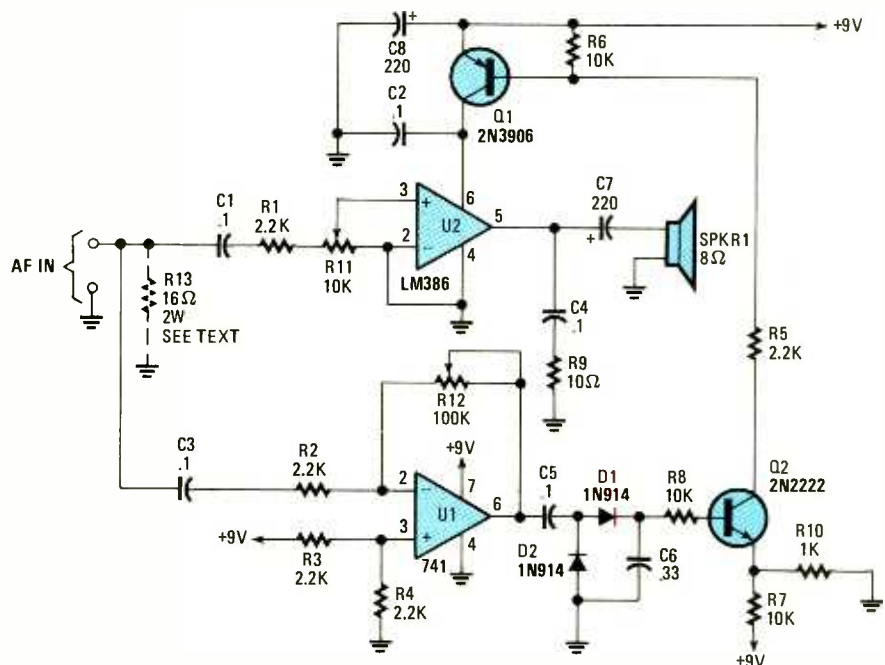 C8
220
+
+9V
R6
10K
C2
.1
Q1
2N3906
C1
.1
R1
2.2K
R11
10K
3
+
2
−
6
U2
5
4
LM386
C7
220
+
SPKR1
8Ω
AF IN
R13
16Ω
2W
SEE TEXT
C4
.1
R9
10Ω
R5
2.2K
R12
100K
C3
.1
R2
2.2K
+9V
2
−
7
3
+
U1
6
4
741
+9V
R3
2.2K
R4
2.2K
C5
.1
D1
1N914
D2
1N914
C6
.33
R8
10K
Q2
2N2222
R10
1K
R7
10K
+9V